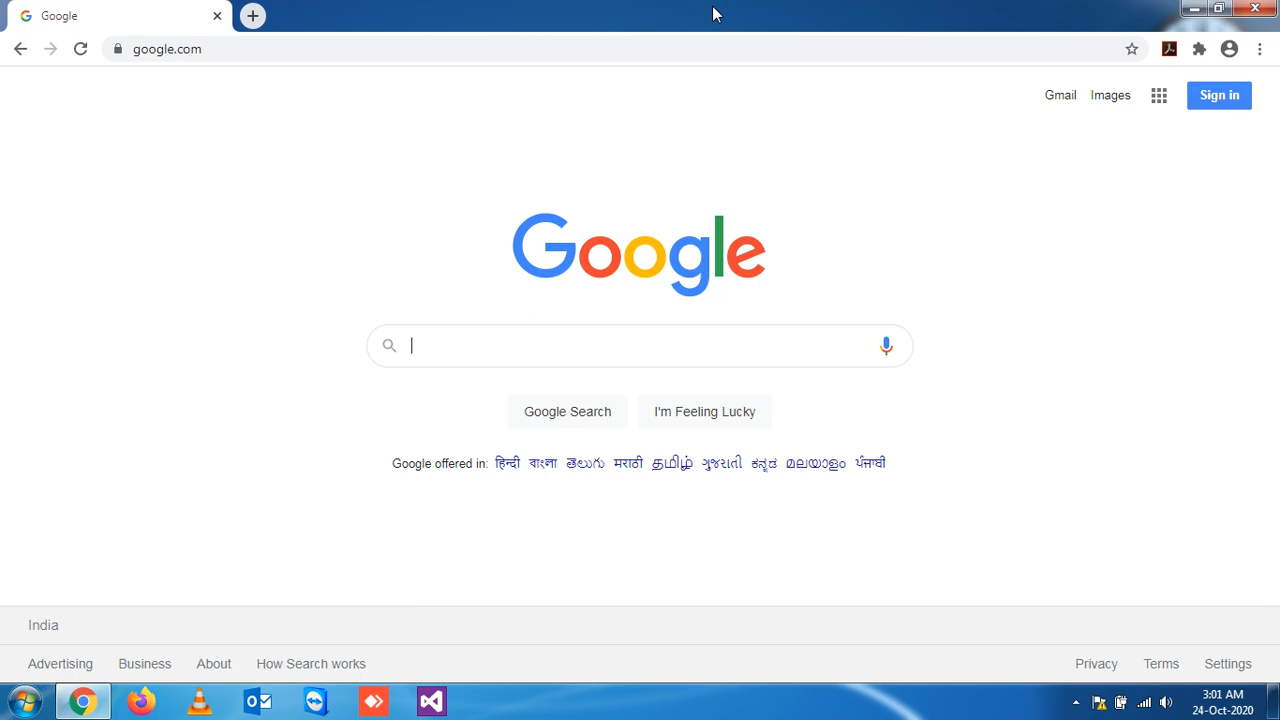 Google
google.com
Gmail Images Sign in
Google
Google Search I'm Feeling Lucky
Google offered in: हिन्दी বাংলা తెలుగు मराठी தமிழ் ગુજરાતી ಕನ್ನಡ മലയാളം ਪੰਜਾਬੀ
India
Advertising Business About How Search works Privacy Terms Settings
3:01 AM
24-Oct-2020